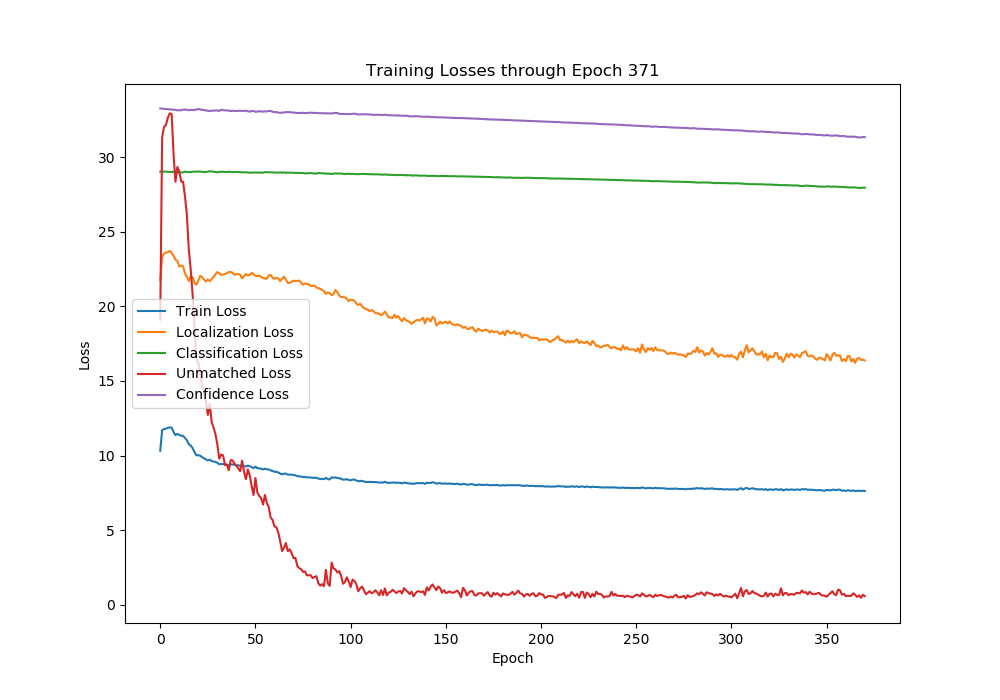 Training Losses through Epoch 371
Loss
30
25
20
15
10
5
0
Train Loss
Localization Loss
Classification Loss
Unmatched Loss
Confidence Loss
0 50 100 150 200 250 300 350
Epoch